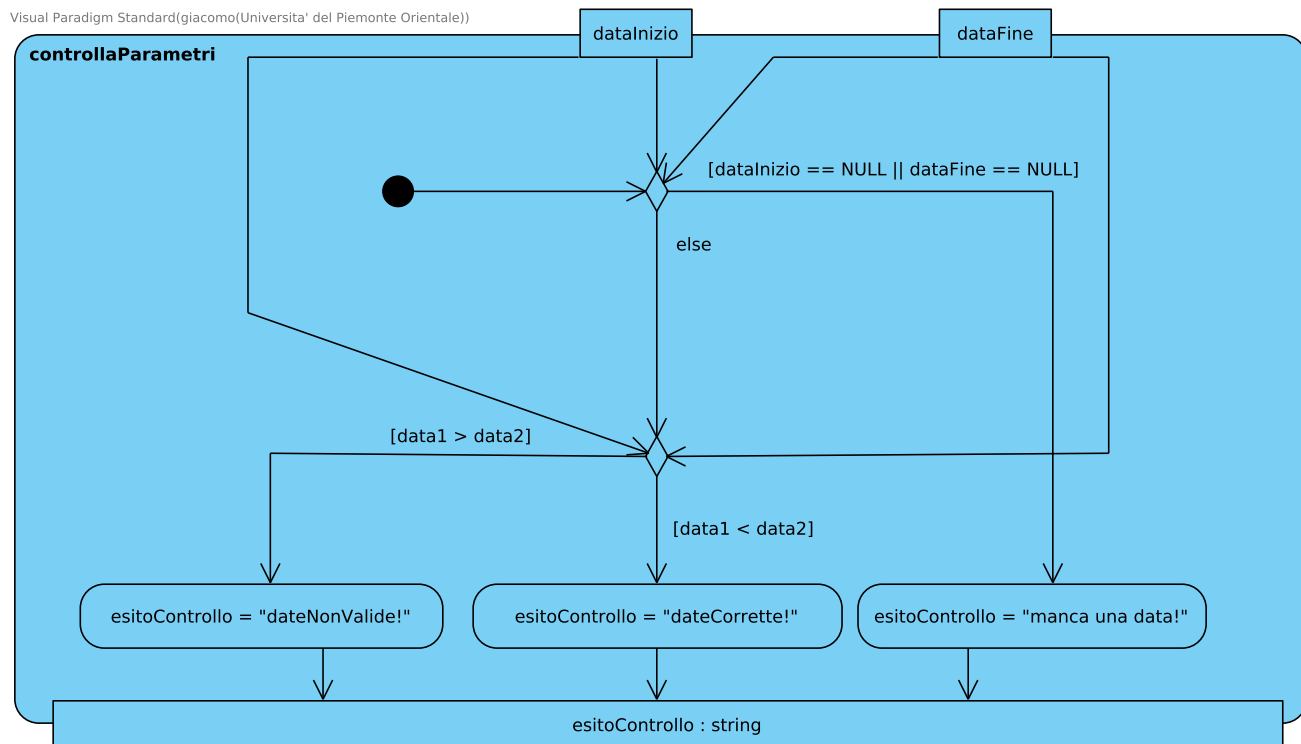 Visual Paradigm Standard(giacomo(Universita' del Piemonte Orientale))
dataInizio
dataFine
controllaParametri
[dataInizio == NULL || dataFine == NULL]
else
[data1 > data2]
[data1 < data2]
esitoControllo = "dateNonValide!"
esitoControllo = "dateCorrette!"
esitoControllo = "manca una data!"
esitoControllo : string